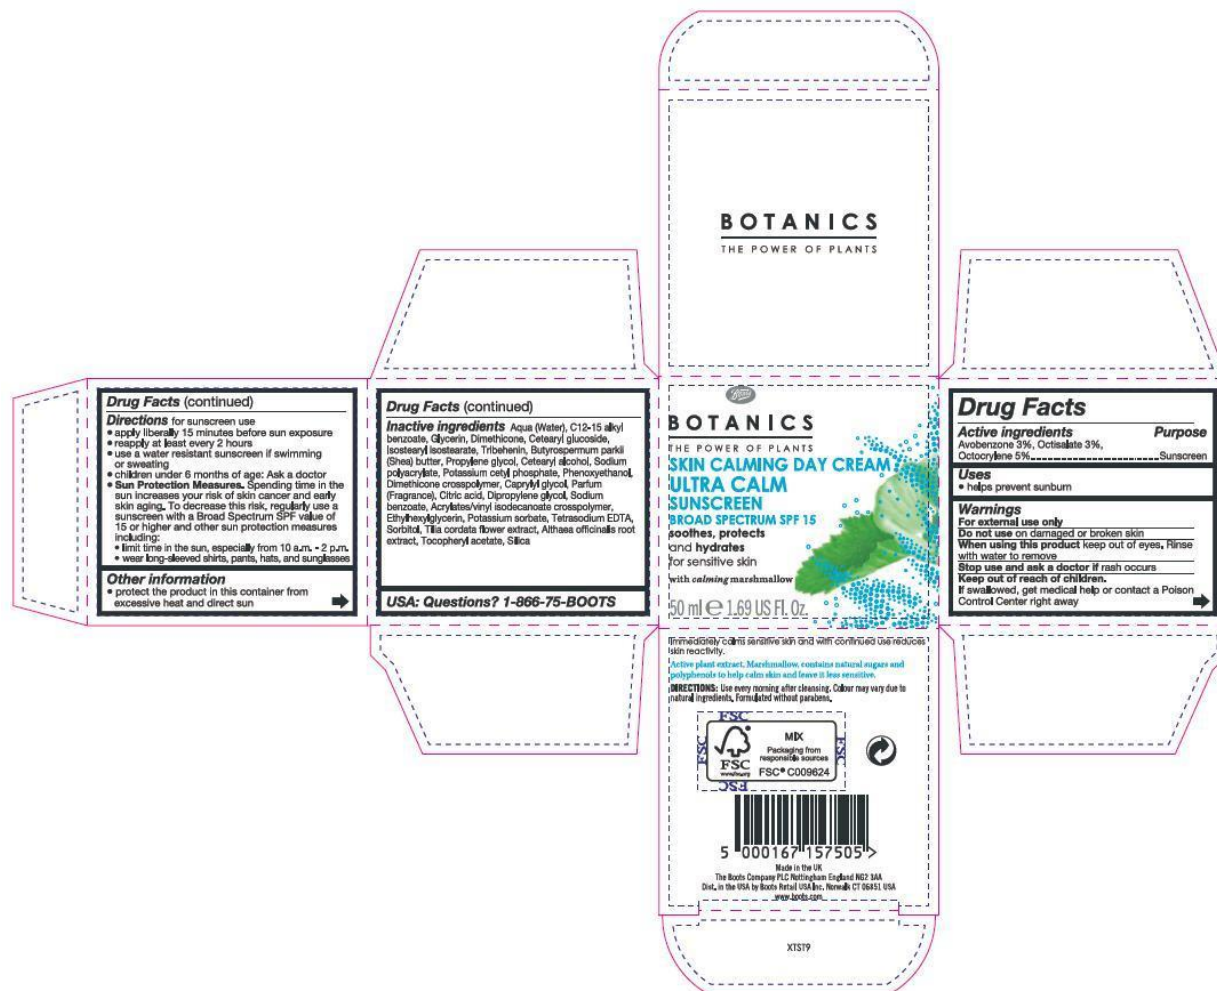 BOTANICS
THE POWER OF PLANTS
Boots
BOTANICS
THE POWER OF PLANTS
SKIN CALMING DAY CREAM
ULTRA CALM
SUNSCREEN
BROAD SPECTRUM SPF 15
soothes, protects
and hydrates
for sensitive skin
with calming marshmallow
50 ml e 1.69 US Fl. Oz.
Drug Facts
Active ingredients Purpose
Avobenzone 3%, Octisalate 3%,
Octocrylene 5% Sunscreen
Uses
• helps prevent sunburn
Warnings
For external use only
Do not use on damaged or broken skin
When using this product keep out of eyes. Rinse
with water to remove
Stop use and ask a doctor if rash occurs
Keep out of reach of children.
If swallowed, get medical help or contact a Poison
Control Center right away
Drug Facts (continued)
Directions for sunscreen use
• apply liberally 15 minutes before sun exposure
• reapply at least every 2 hours
• use a water resistant sunscreen if swimming
or sweating
• children under 6 months of age: Ask a doctor
• Sun Protection Measures. Spending time in the
sun increases your risk of skin cancer and early
skin aging. To decrease this risk, regularly use a
sunscreen with a Broad Spectrum SPF value of
15 or higher and other sun protection measures
including:
• limit time in the sun, especially from 10 a.m. - 2 p.m.
• wear long-sleeved shirts, pants, hats, and sunglasses
Other information
• protect the product in this container from
excessive heat and direct sun
Drug Facts (continued)
Inactive ingredients Aqua (Water), C12-15 alkyl
benzoate, Glycerin, Dimethicone, Cetearyl glucoside,
Isostearyl isostearate, Tribehenin, Butyrospermum parkii
(Shea) butter, Propylene glycol, Cetearyl alcohol, Sodium
polyacrylate, Potassium cetyl phosphate, Phenoxyethanol,
Dimethicone crosspolymer, Caprylyl glycol, Parfum
(Fragrance), Citric acid, Dipropylene glycol, Sodium
benzoate, Acrylates/vinyl isodecanoate crosspolymer,
Ethylhexylglycerin, Potassium sorbate, Tetrasodium EDTA,
Sorbitol, Tilia cordata flower extract, Althaea officinalis root
extract, Tocopheryl acetate, Silica
USA: Questions? 1-866-75-BOOTS
Immediately calms sensitive skin and with continued use reduces
skin reactivity.
Active plant extract, Marshmallow, contains natural sugars and
polyphenols to help calm skin and leave it less sensitive.
DIRECTIONS: Use every morning after cleansing. Colour may vary due to
natural ingredients. Formulated without parabens.
FSC
FSC
FSC
FSC
FSC
www.fsc.org
MIX
Packaging from
responsible sources
FSC® C009624
5 000167 157505 >
Made in the UK
The Boots Company PLC Nottingham England NG2 3AA
Dist. in the USA by Boots Retail USA Inc. Norwalk CT 06851 USA
www.boots.com
XTST9